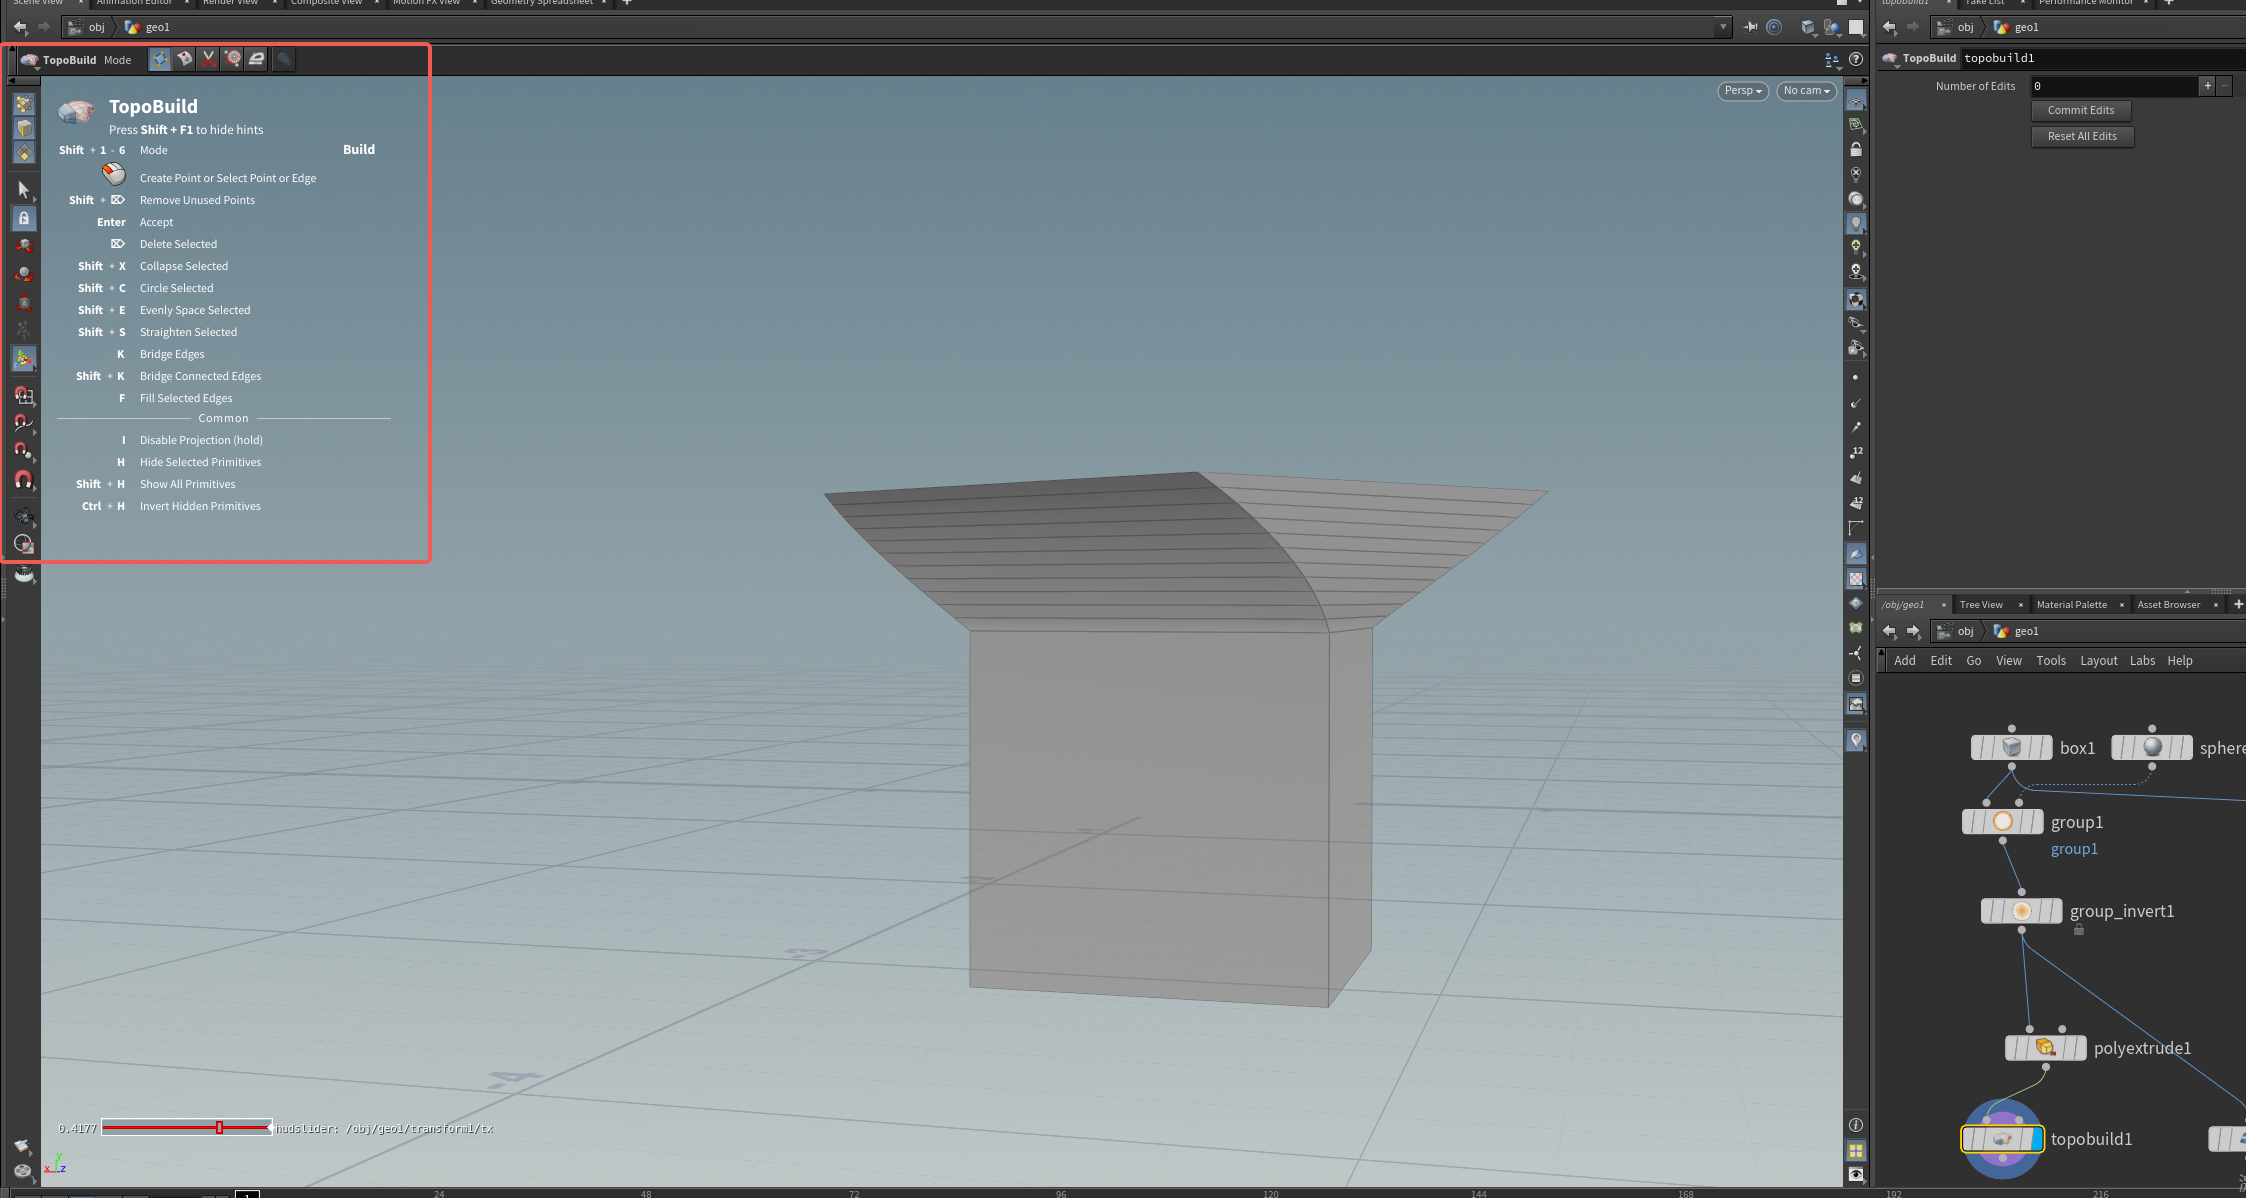 Scene View × Animation Editor × Render View × Composite View × Motion FX View × Geometry Spreadsheet × +
topobuild1 × Take List × Performance Monitor × +
obj geo1
obj geo1
TopoBuild Mode
TopoBuild topobuild1
Number of Edits 0 + -
Commit Edits
Reset All Edits
Persp
No cam
TopoBuild
Press Shift + F1 to hide hints
Shift + 1 - 6 Mode Build
Create Point or Select Point or Edge
Shift + ⌦ Remove Unused Points
Enter Accept
⌦ Delete Selected
Shift + X Collapse Selected
Shift + C Circle Selected
Shift + E Evenly Space Selected
Shift + S Straighten Selected
K Bridge Edges
Shift + K Bridge Connected Edges
F Fill Selected Edges
Common
I Disable Projection (hold)
H Hide Selected Primitives
Shift + H Show All Primitives
Ctrl + H Invert Hidden Primitives
12
12
/obj/geo1 × Tree View × Material Palette × Asset Browser × +
obj geo1
Add Edit Go View Tools Layout Labs Help
box1
sphere
group1
group1
group_invert1
polyextrude1
topobuild1
-3
-4
0.4177 hudslider: /obj/geo1/transform1/tx
y
x z
1 24 48 72 96 120 144 168 192 216